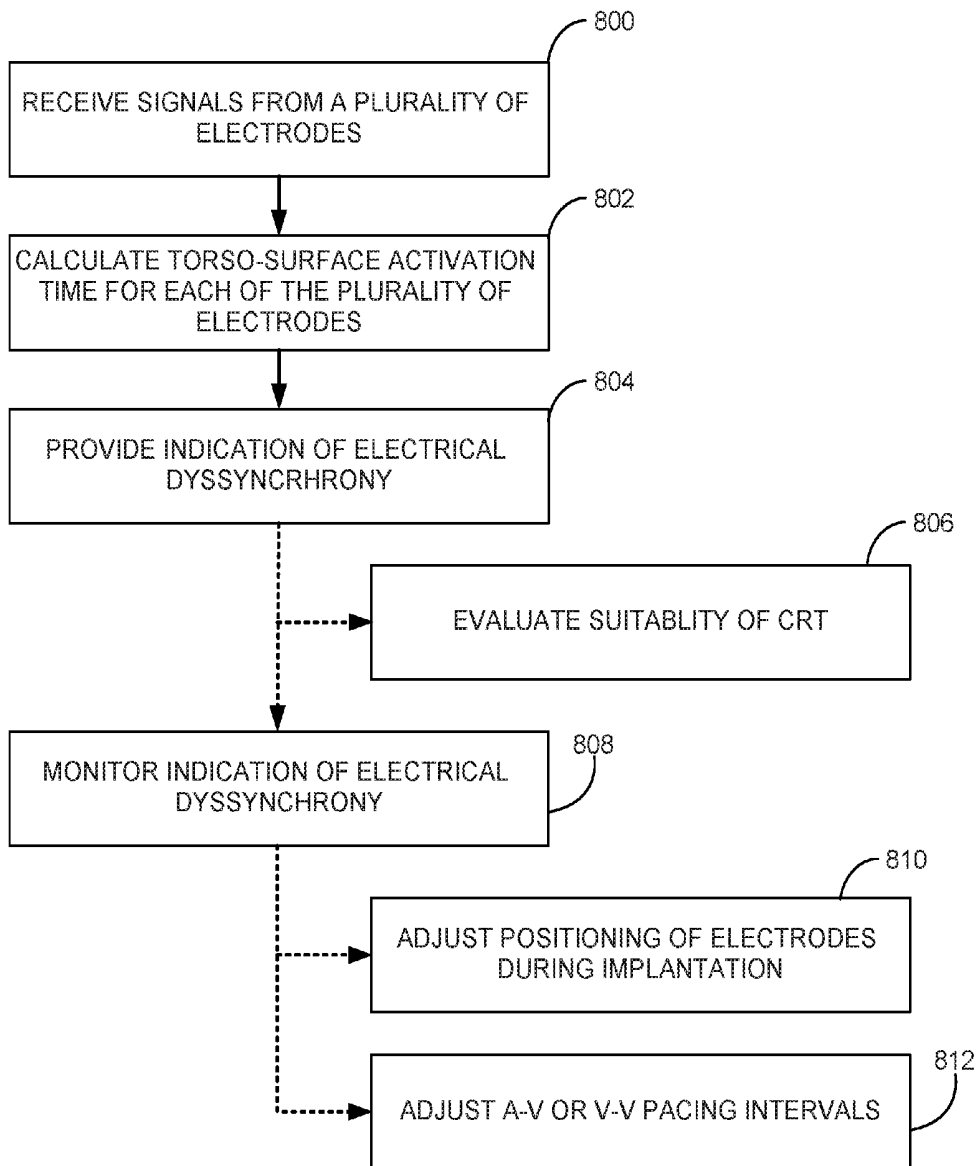 800
RECEIVE SIGNALS FROM A PLURALITY OF
ELECTRODES
802
CALCULATE TORSO-SURFACE ACTIVATION
TIME FOR EACH OF THE PLURALITY OF
ELECTRODES
804
PROVIDE INDICATION OF ELECTRICAL
DYSSYNCRHRONY
806
EVALUATE SUITABLITY OF CRT
808
MONITOR INDICATION OF ELECTRICAL
DYSSYNCHRONY
810
ADJUST POSITIONING OF ELECTRODES
DURING IMPLANTATION
812
ADJUST A-V OR V-V PACING INTERVALS